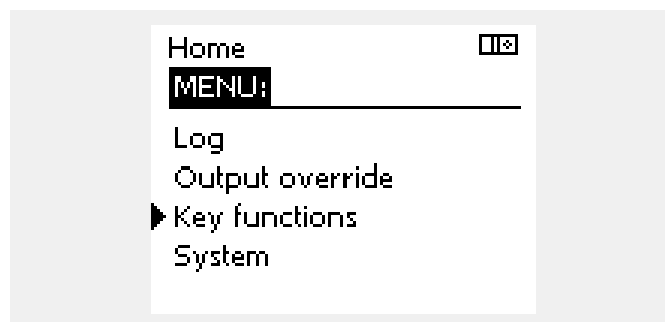 Home
MENU:
Log
Output override
Key functions
System